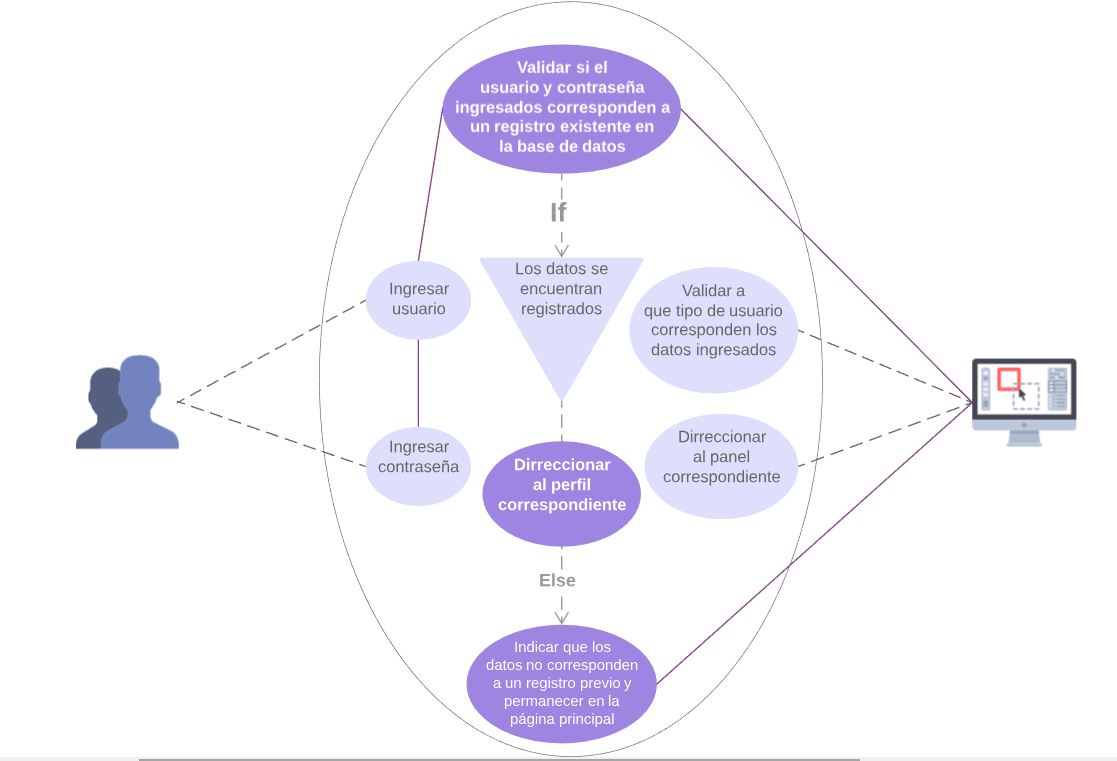 Validar si el
usuario y contraseña
ingresados corresponden a
un registro existente en
la base de datos
If
Los datos se
encuentran
registrados
Ingresar
usuario
Validar a
que tipo de usuario
corresponden los
datos ingresados
Ingresar
contraseña
Dirreccionar
al perfil
correspondiente
Dirreccionar
al panel
correspondiente
Else
Indicar que los
datos no corresponden
a un registro previo y
permanecer en la
página principal